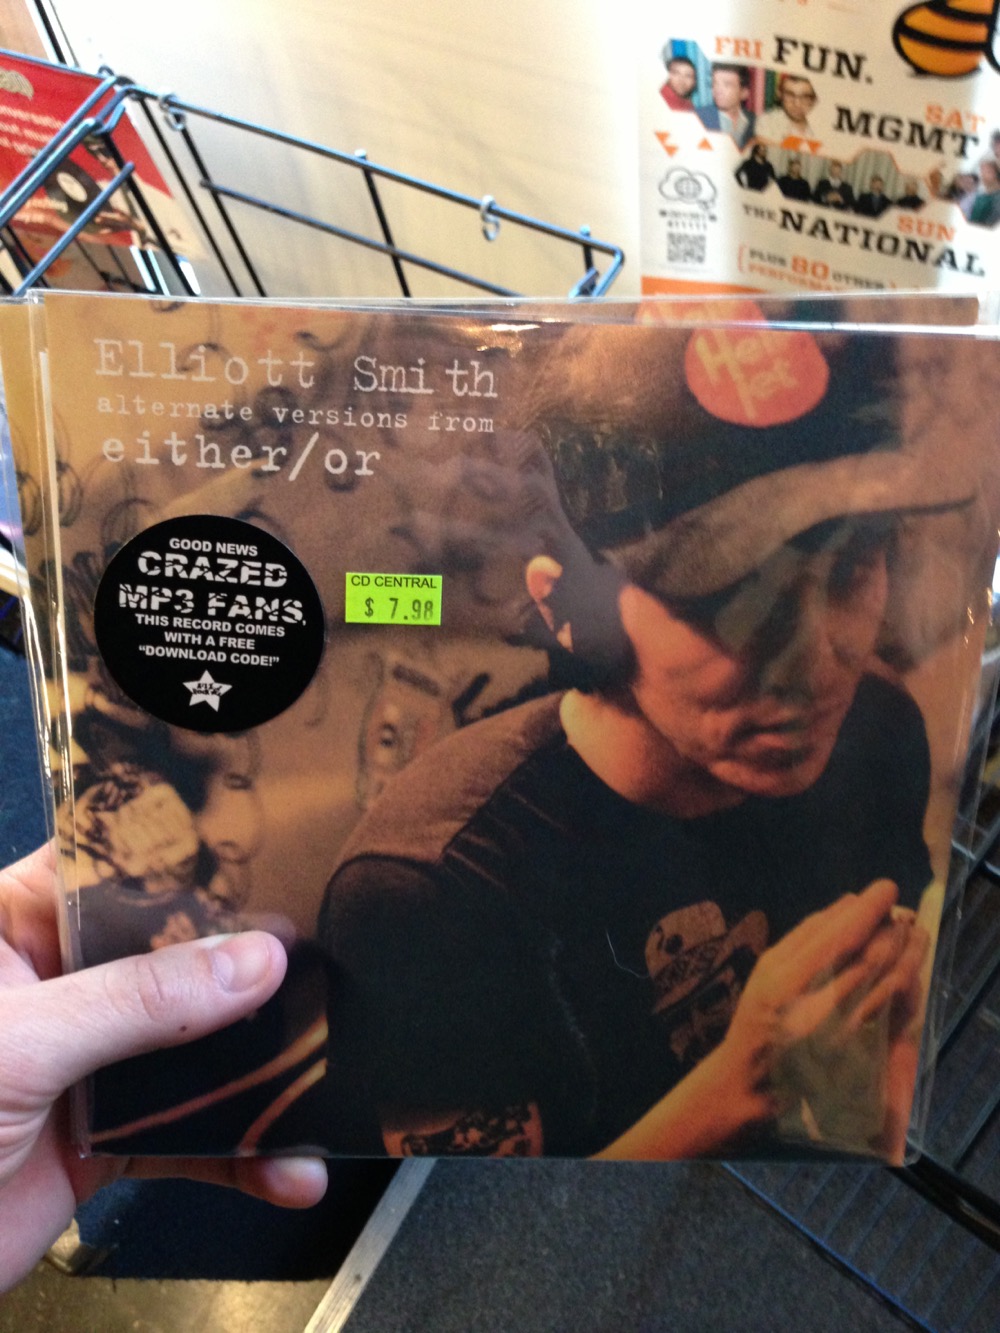 FRI FUN.
SAT
MGMT
SUN
THE NATIONAL
PLUS 80 OTHER
Elliott Smith
alternate versions from
either/or
GOOD NEWS
CRAZED
MP3 FANS,
THIS RECORD COMES
WITH A FREE
"DOWNLOAD CODE!"
CD CENTRAL
$ 7.98